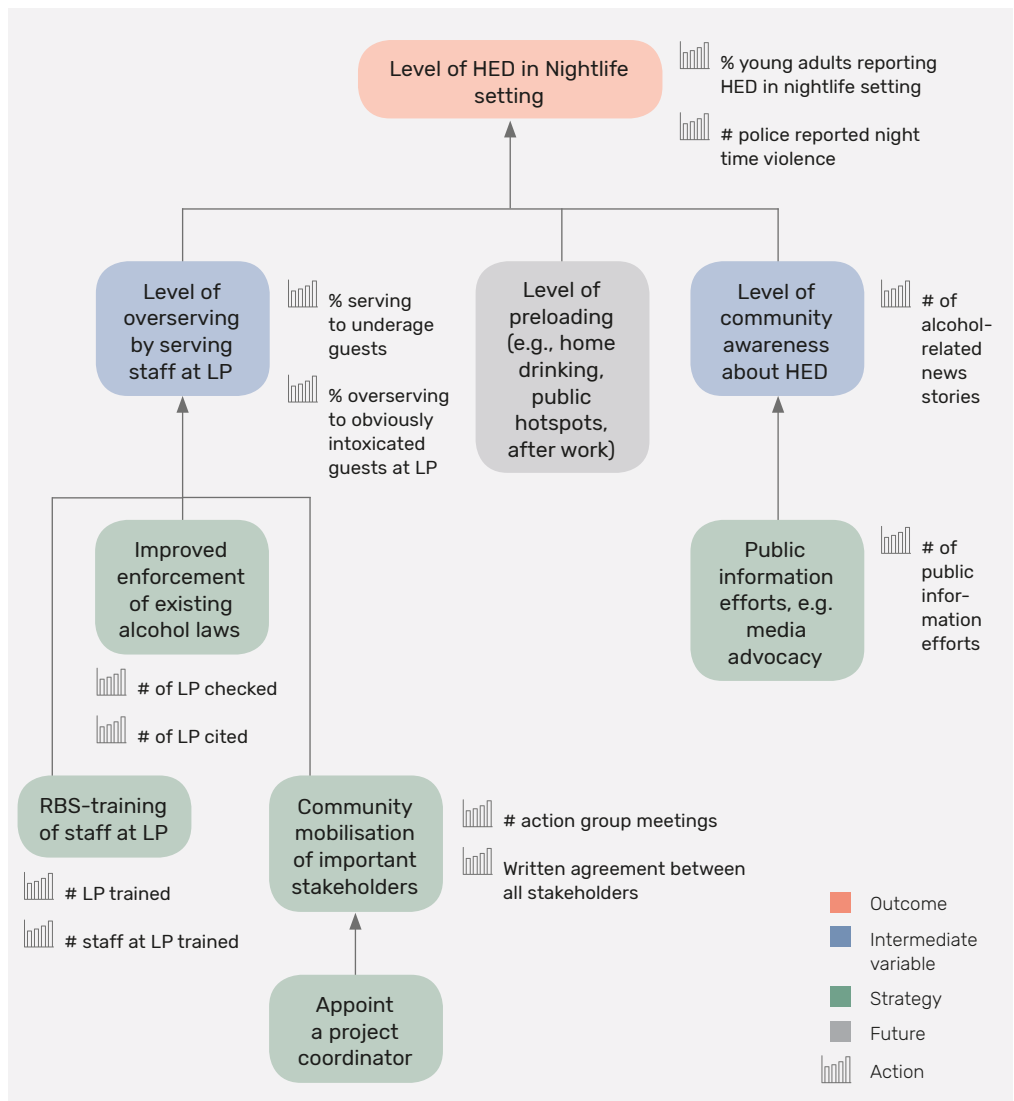 Level of HED in Nightlife
setting
% young adults reporting
HED in nightlife setting
# police reported night
time violence
Level of
overserving
by serving
staff at LP
% serving
to underage
guests
% overserving
to obviously
intoxicated
guests at LP
Level of
preloading
(e.g., home
drinking,
public
hotspots,
after work)
Level of
community
awareness
about HED
# of
alcohol-
related
news
stories
Improved
enforcement
of existing
alcohol laws
# of LP checked
# of LP cited
Public
information
efforts, e.g.
media
advocacy
# of
public
infor-
mation
efforts
RBS-training
of staff at LP
# LP trained
# staff at LP trained
Community
mobilisation
of important
stakeholders
# action group meetings
Written agreement between
all stakeholders
Appoint
a project
coordinator
Outcome
Intermediate
variable
Strategy
Future
Action